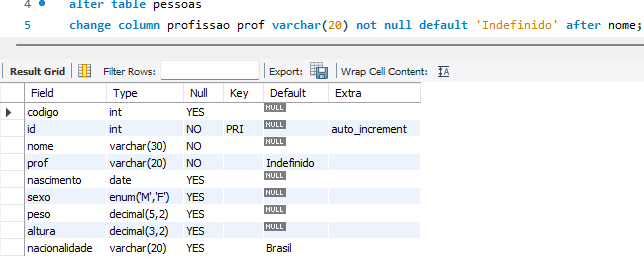 4 alter table pessoas
5 change column profissao prof varchar(20) not null default 'Indefinido' after nome;
Result Grid Filter Rows: Export: Wrap Cell Content:
Field Type Null Key Default Extra
codigo int YES NULL
id int NO PRI NULL auto_increment
nome varchar(30) NO NULL
prof varchar(20) NO Indefinido
nascimento date YES NULL
sexo enum('M','F') YES NULL
peso decimal(5,2) YES NULL
altura decimal(3,2) YES NULL
nacionalidade varchar(20) YES Brasil